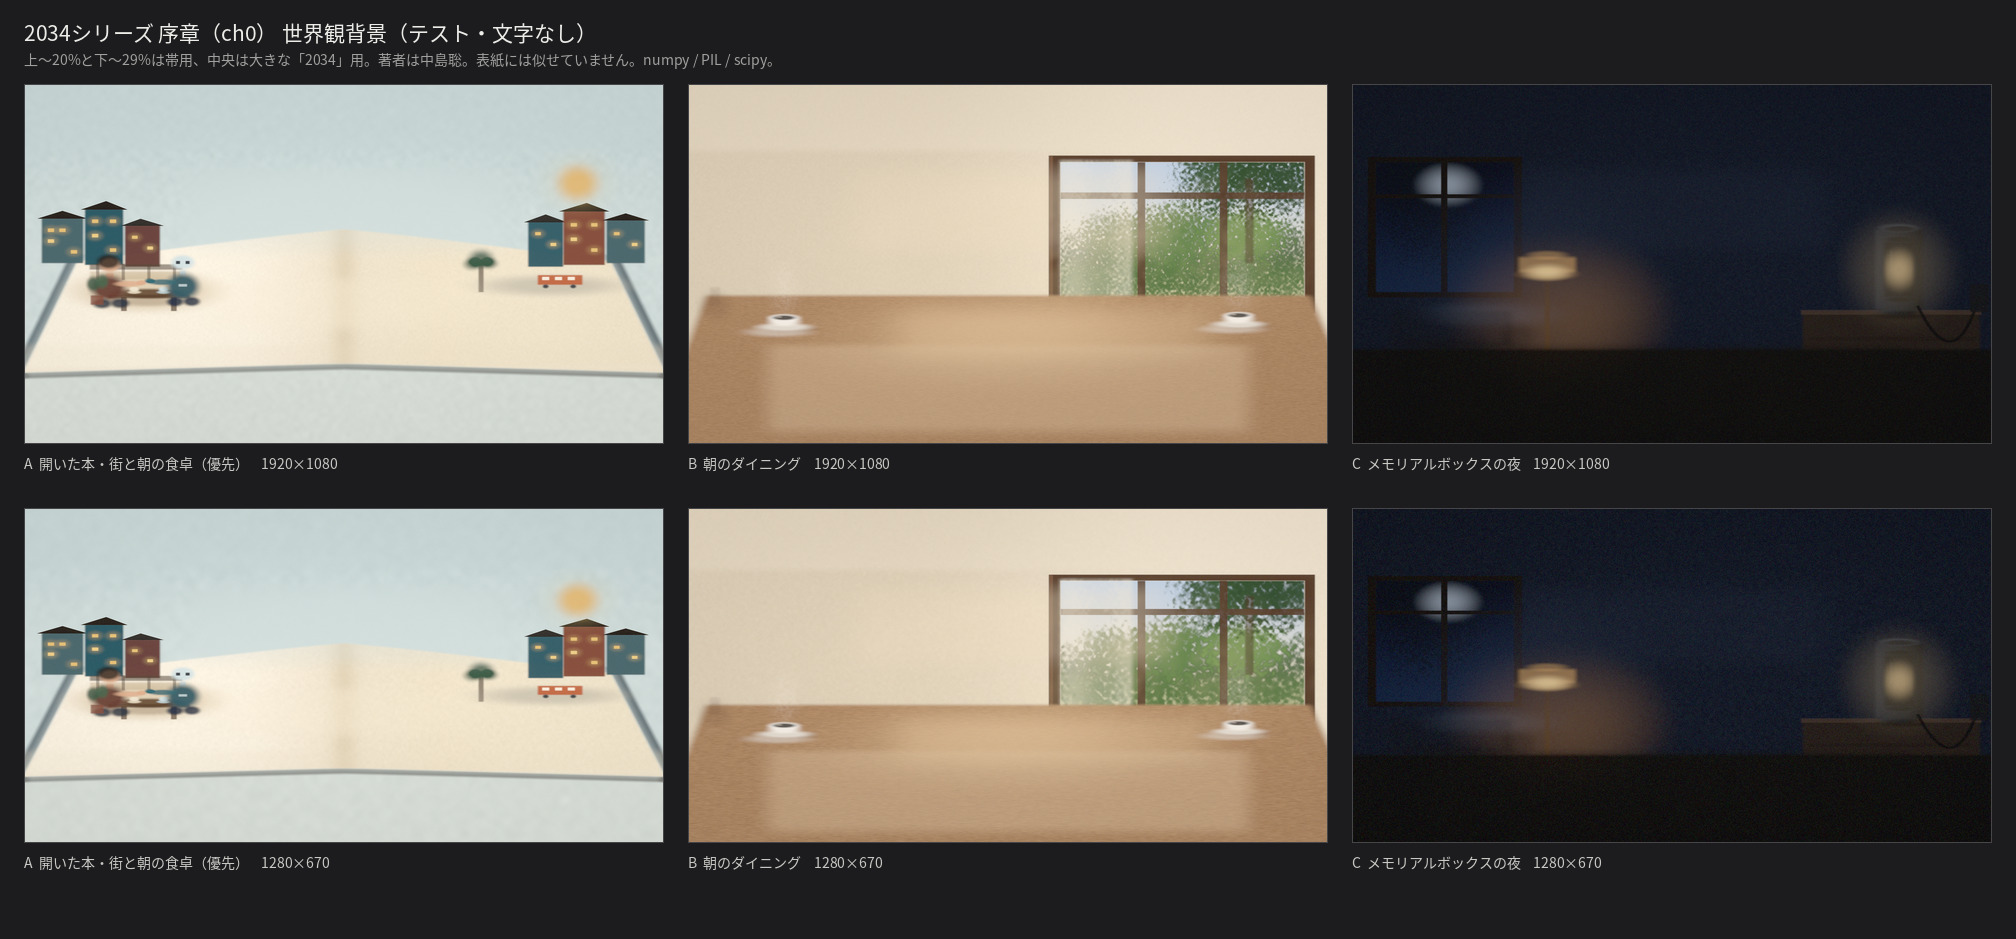 2034シリーズ 序章（ch0） 世界観背景（テスト・文字なし）
上〜20%と下〜29%は帯用、中央は大きな「2034」用。著者は中島聡。表紙には似せていません。numpy / PIL / scipy。
A 開いた本・街と朝の食卓（優先） 1920×1080
B 朝のダイニング 1920×1080
C メモリアルボックスの夜 1920×1080
A 開いた本・街と朝の食卓（優先） 1280×670
B 朝のダイニング 1280×670
C メモリアルボックスの夜 1280×670